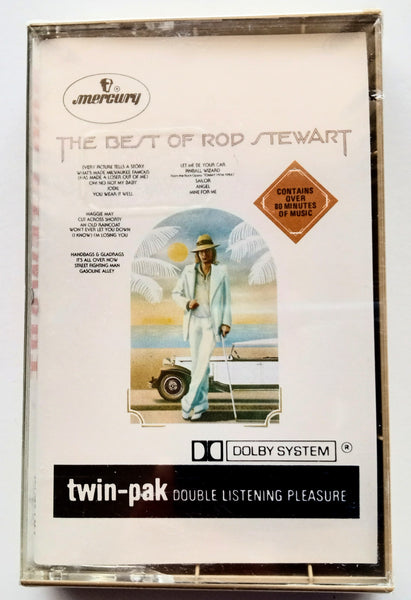 mercury
THE BEST OF ROD STEWART
EVERY PICTURE TELLS A STORY
WHAT'S MADE MILWAUKEE FAMOUS
(HAS MADE A LOSER OUT OF ME)
OH! NO NOT MY BABY
JODIE
YOU WEAR IT WELL
MAGGIE MAY
CUT ACROSS SHORTY
AN OLD RAINCOAT
WON'T EVER LET YOU DOWN
(I KNOW) I'M LOSING YOU
HANDBAGS & GLADRAGS
IT'S ALL OVER NOW
STREET FIGHTING MAN
GASOLINE ALLEY
LET ME BE YOUR CAR
PINBALL WIZARD
SAILOR
ANGEL
MINE FOR ME
CONTAINS
OVER
80 MINUTES
OF MUSIC
DOLBY SYSTEM ®
twin-pak DOUBLE LISTENING PLEASURE